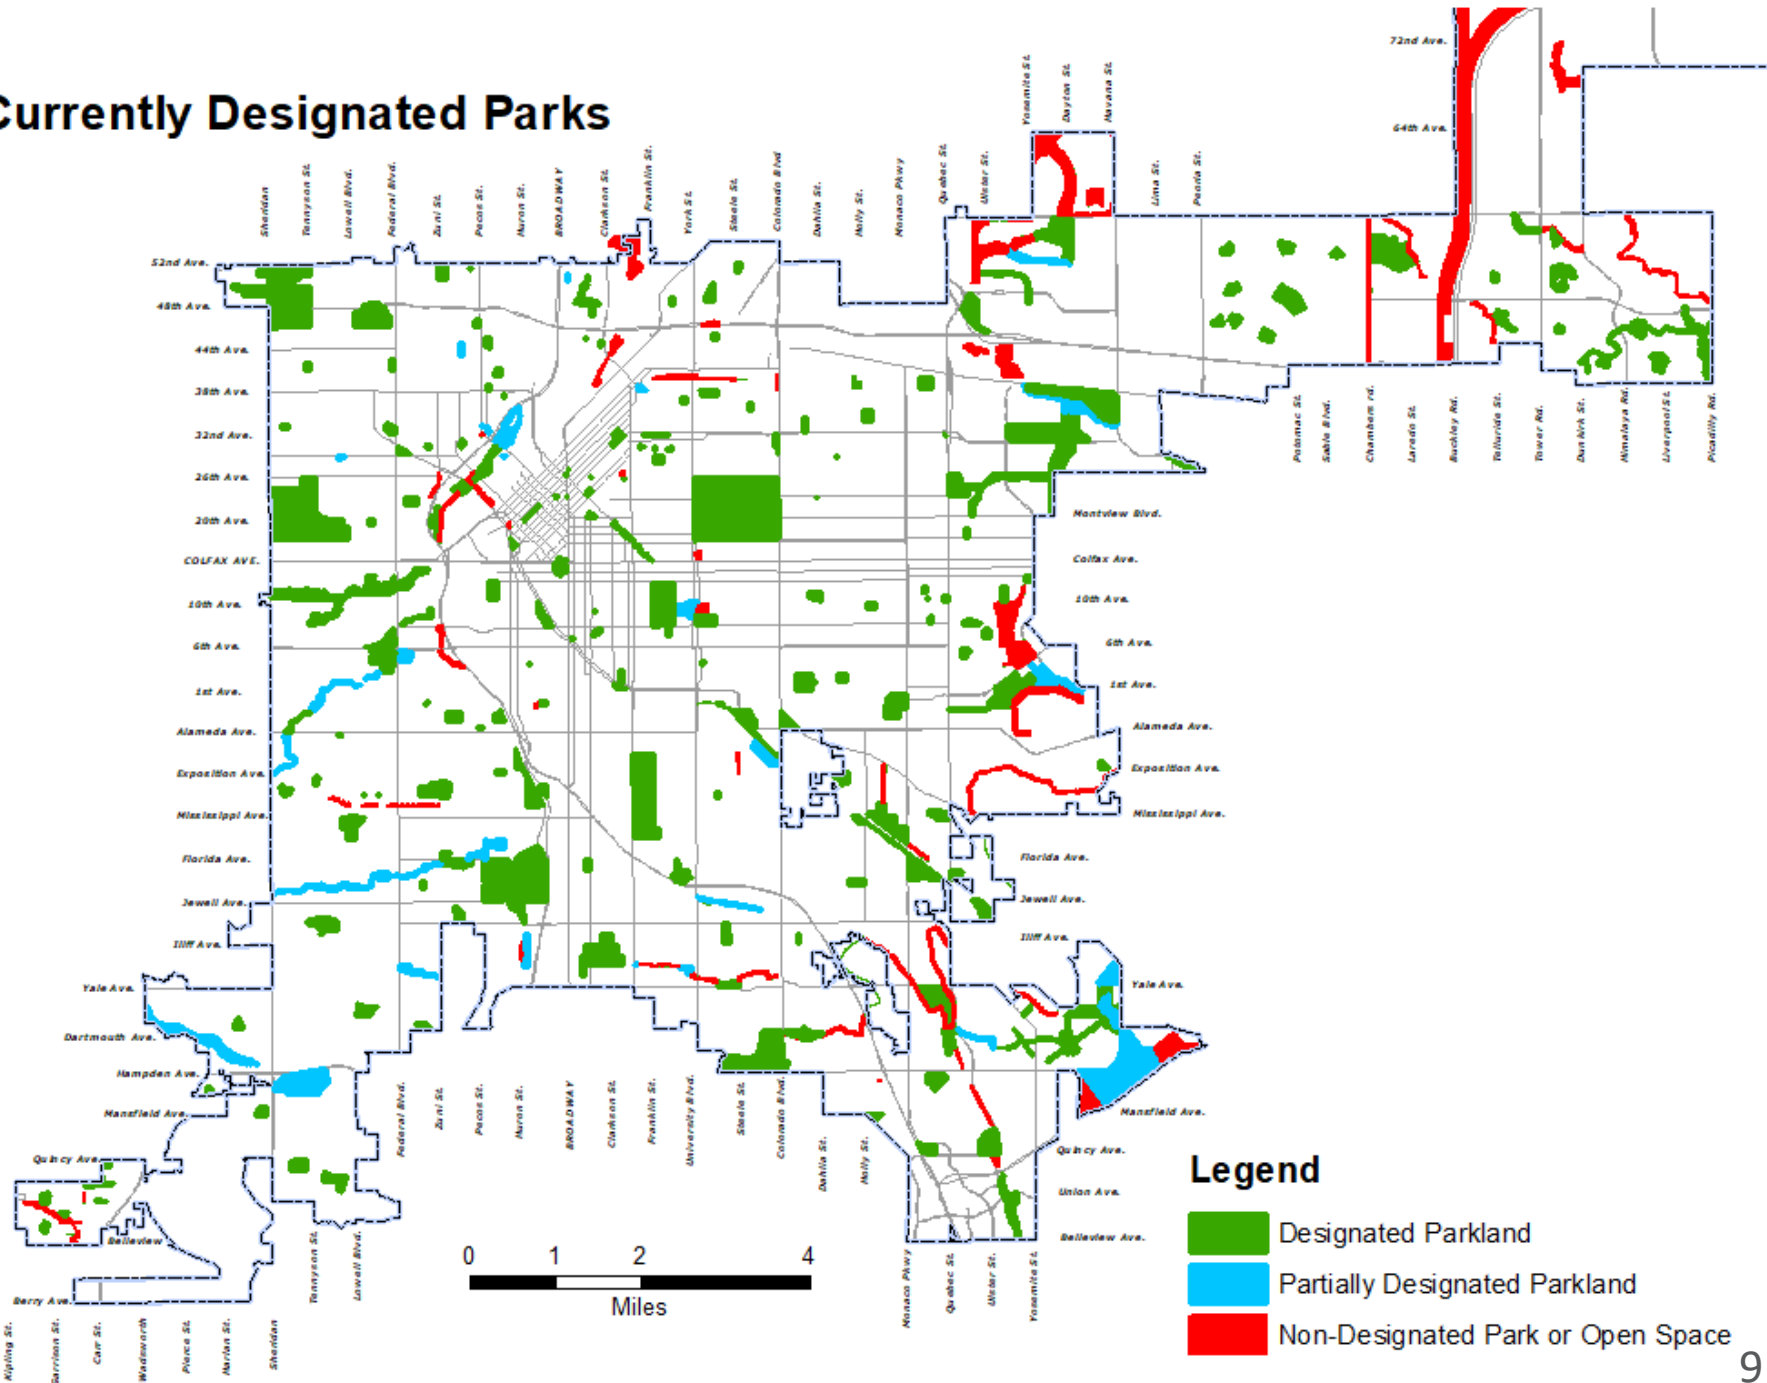 Currently Designated Parks
72nd Ave.
64th Ave.
Yosemite St.
Dayton St.
Havana St.
Sheridan
Tennyson St.
Lowell Blvd.
Federal Blvd.
Zuni St.
Pecos St.
Huron St.
BROADWAY
Clarkson St.
Franklin St.
York St.
Steele St.
Colorado Blvd
Dahlia St.
Holly St.
Monaco Pkwy
Quebec St.
Ulster St.
Lima St.
Peoria St.
52nd Ave.
48th Ave.
44th Ave.
38th Ave.
32nd Ave.
26th Ave.
20th Ave.
COLFAX AVE.
10th Ave.
6th Ave.
1st Ave.
Alameda Ave.
Exposition Ave.
Mississippi Ave.
Florida Ave.
Jewell Ave.
Iliff Ave.
Yale Ave.
Dartmouth Ave.
Hampden Ave.
Mansfield Ave.
Quincy Ave.
Belleview
Berry Ave.
Potomac St.
Sable Blvd.
Chambers rd.
Laredo St.
Buckley Rd.
Telluride St.
Tower Rd.
Dunkirk St.
Himalaya Rd.
Liverpool St.
Picadilly Rd.
Montview Blvd.
Colfax Ave.
10th Ave.
6th Ave.
1st Ave.
Alameda Ave.
Exposition Ave.
Mississippi Ave.
Florida Ave.
Jewell Ave.
Iliff Ave.
Yale Ave.
Mansfield Ave.
Quincy Ave.
Union Ave.
Belleview Ave.
Federal Blvd.
Zuni St.
Pecos St.
Huron St.
BROADWAY
Clarkson St.
Franklin St.
University Blvd.
Steele St.
Colorado Blvd.
Dahlia St.
Holly St.
Monaco Pkwy
Quebec St.
Ulster St.
Yosemite St.
Kipling St.
Garrison St.
Carr St.
Wadsworth
Pierce St.
Harlan St.
Sheridan
Tennyson St.
Lowell Blvd.
0 1 2 4
Miles
Legend
Designated Parkland
Partially Designated Parkland
Non-Designated Park or Open Space
9